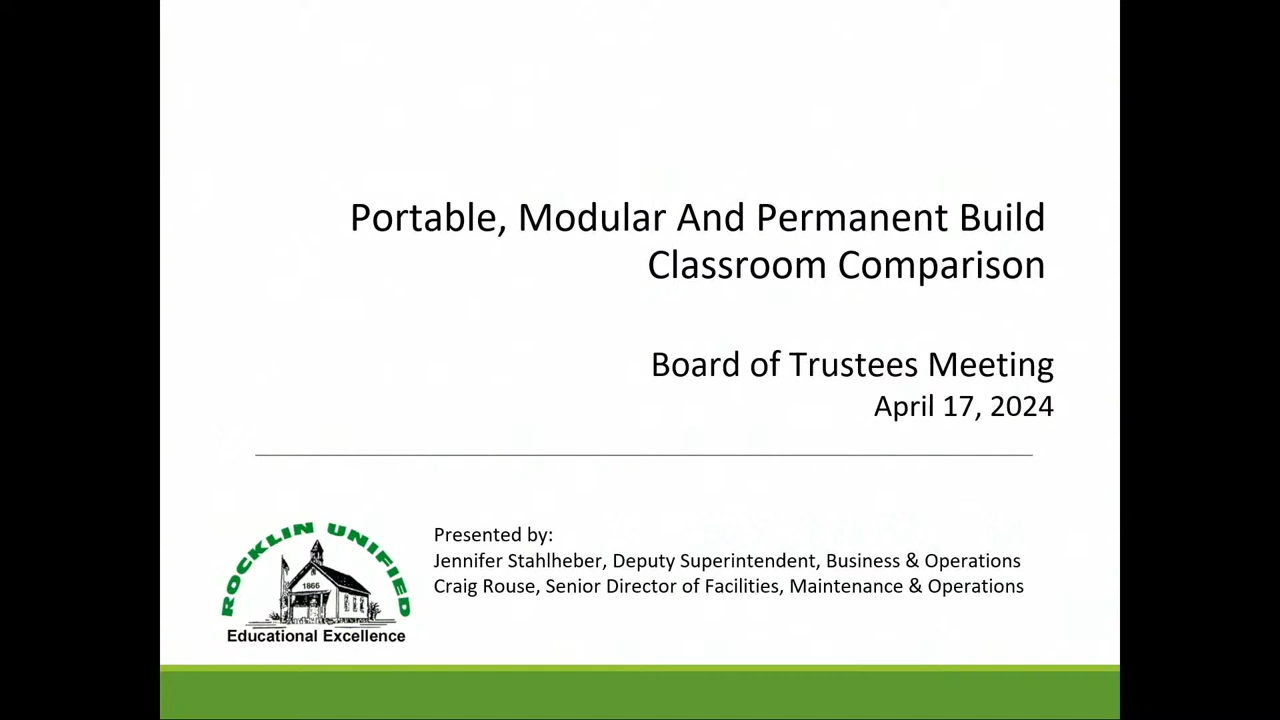 Portable, Modular And Permanent Build
Classroom Comparison
Board of Trustees Meeting
April 17, 2024
ROCKLIN UNIFIED
1866
Educational Excellence
Presented by:
Jennifer Stahlheber, Deputy Superintendent, Business & Operations
Craig Rouse, Senior Director of Facilities, Maintenance & Operations